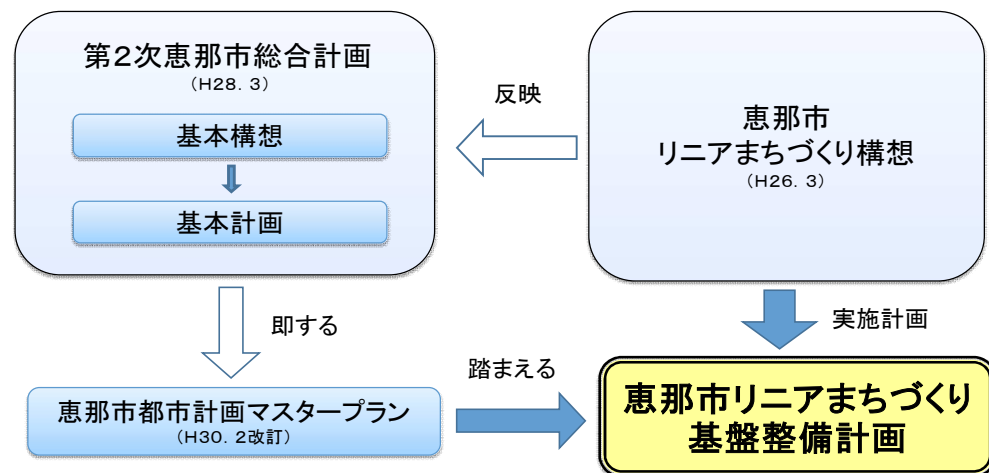 第２次恵那市総合計画
（H28．3）
基本構想
基本計画
反映
恵那市
リニアまちづくり構想
（H26．3）
即する
実施計画
恵那市都市計画マスタープラン
（H30．2改訂）
踏まえる
恵那市リニアまちづくり
基盤整備計画